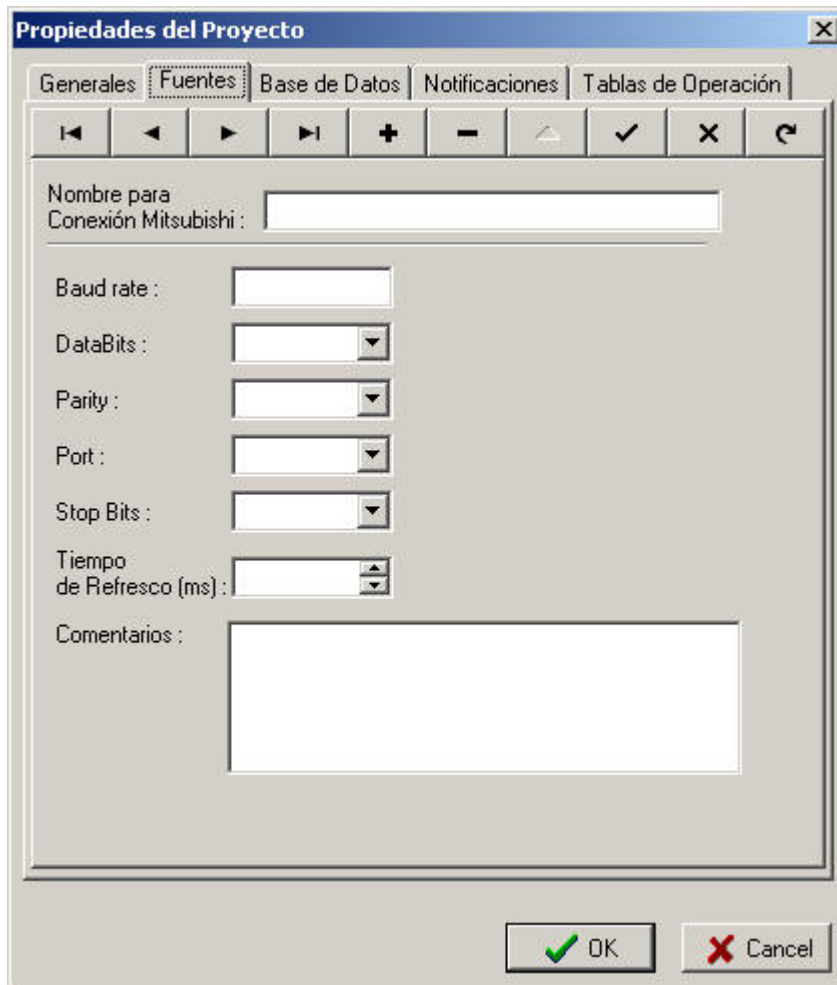 Propiedades del Proyecto
Generales Fuentes Base de Datos Notificaciones Tablas de Operación
Nombre para
Conexión Mitsubishi :
Baud rate :
DataBits :
Parity :
Port :
Stop Bits :
Tiempo
de Refresco (ms) :
Comentarios :
OK Cancel